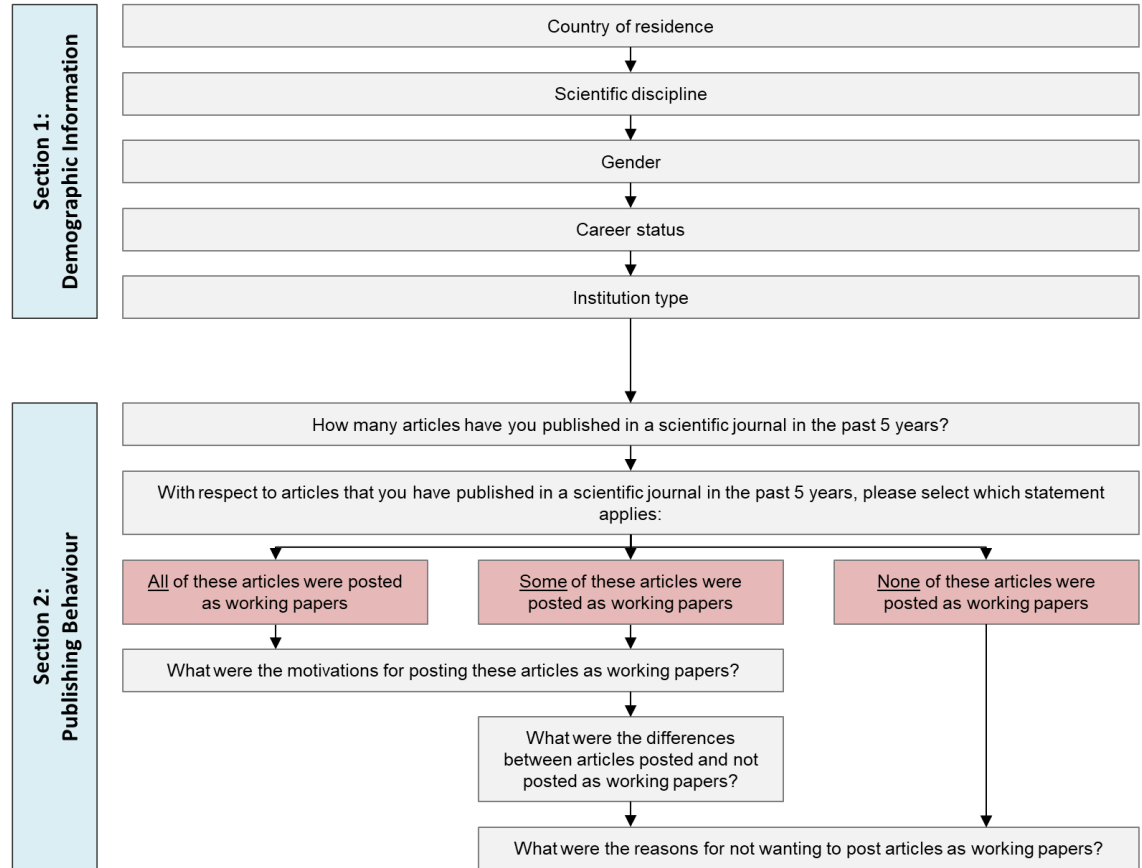 Section 1:
Demographic Information
Country of residence
Scientific discipline
Gender
Career status
Institution type
Section 2:
Publishing Behaviour
How many articles have you published in a scientific journal in the past 5 years?
With respect to articles that you have published in a scientific journal in the past 5 years, please select which statement
applies:
All of these articles were posted
as working papers
Some of these articles were
posted as working papers
None of these articles were
posted as working papers
What were the motivations for posting these articles as working papers?
What were the differences
between articles posted and not
posted as working papers?
What were the reasons for not wanting to post articles as working papers?